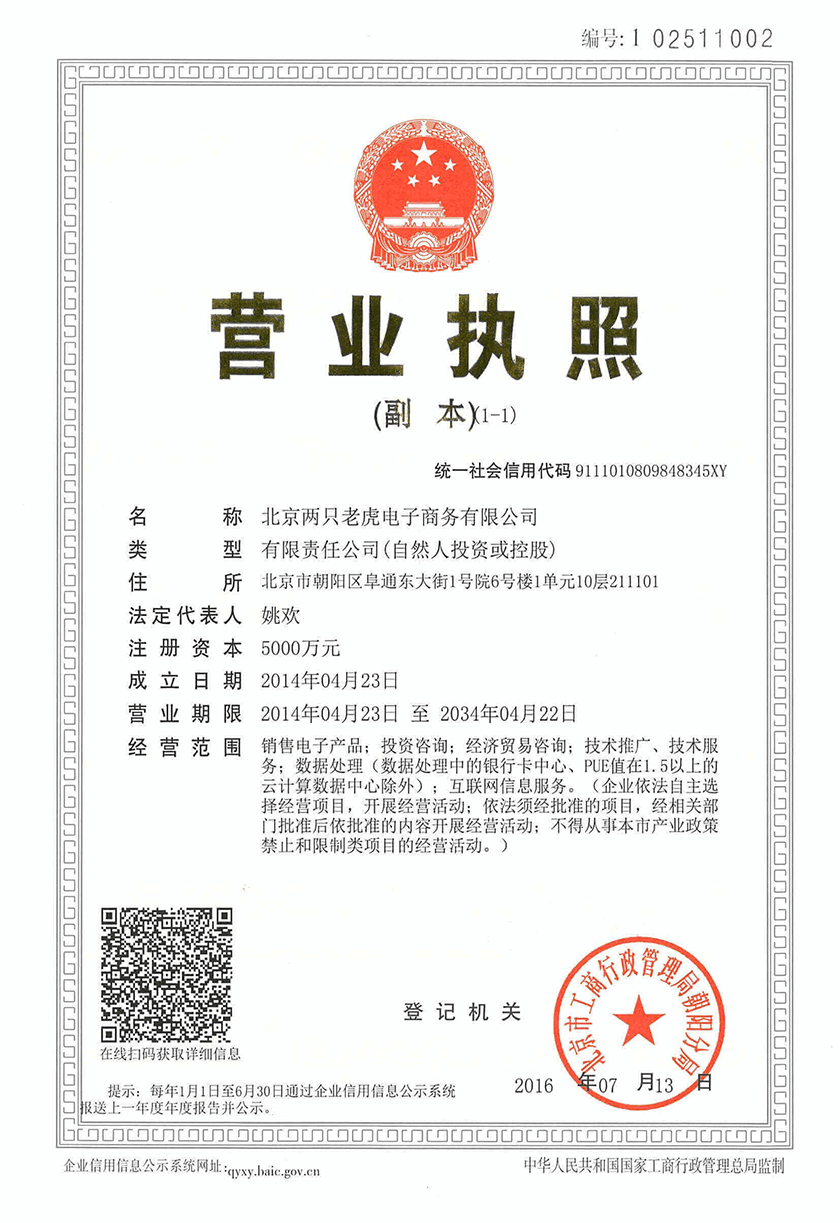 编号:1 02511002
营业执照
(副 本)(1-1)
统一社会信用代码 9111010809848345XY
名 称 北京两只老虎电子商务有限公司
类 型 有限责任公司(自然人投资或控股)
住 所 北京市朝阳区阜通东大街1号院6号楼1单元10层211101
法定代表人 姚欢
注册资本 5000万元
成立日期 2014年04月23日
营业期限 2014年04月23日 至 2034年04月22日
经营范围 销售电子产品；投资咨询；经济贸易咨询；技术推广、技术服
务；数据处理（数据处理中的银行卡中心、PUE值在1.5以上的
云计算数据中心除外）；互联网信息服务。（企业依法自主选
择经营项目，开展经营活动；依法须经批准的项目，经相关部
门批准后依批准的内容开展经营活动；不得从事本市产业政策
禁止和限制类项目的经营活动。）
在线扫码获取详细信息
登记机关
北京市工商行政管理局朝阳分局
2016 年07 月13 日
提示：每年1月1日至6月30日通过企业信用信息公示系统
报送上一年度年度报告并公示。
企业信用信息公示系统网址:qyxy.baic.gov.cn
中华人民共和国国家工商行政管理总局监制